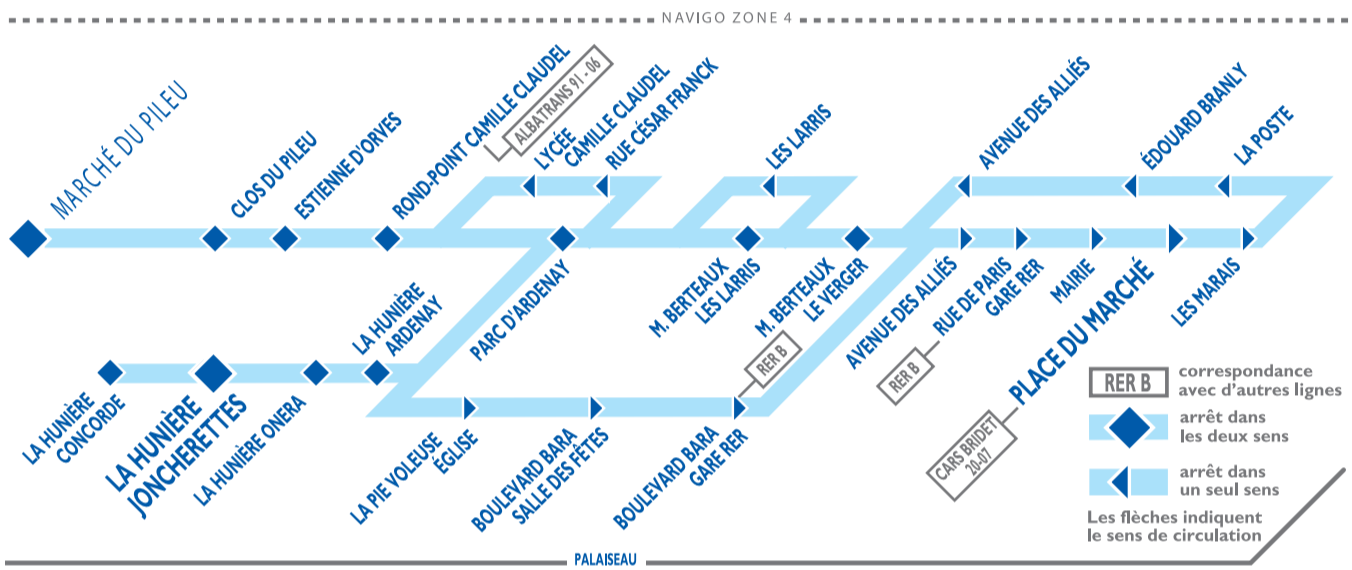 NAVIGO ZONE 4
MARCHÉ DU PILEU
CLOS DU PILEU
ESTIENNE D'ORVES
ROND-POINT CAMILLE CLAUDEL
ALBATRANS 91 - 06
LYCÉE
CAMILLE CLAUDEL
RUE CÉSAR FRANCK
LES LARRIS
AVENUE DES ALLIÉS
ÉDOUARD BRANLY
LA POSTE
PARC D'ARDENAY
M. BERTEAUX
LES LARRIS
M. BERTEAUX
LE VERGER
AVENUE DES ALLIÉS
RUE DE PARIS
GARE RER
RER B
MAIRIE
PLACE DU MARCHÉ
CARS BRIDET
20-07
LES MARAIS
LA HUNIÈRE
CONCORDE
LA HUNIÈRE
JONCHERETTES
LA HUNIÈRE ONERA
LA HUNIÈRE
ARDENAY
LA PIE VOLEUSE
ÉGLISE
BOULEVARD BARA
SALLE DES FÊTES
BOULEVARD BARA
GARE RER
RER B
RER B
correspondance
avec d'autres lignes
arrêt dans
les deux sens
arrêt dans
un seul sens
Les flèches indiquent
le sens de circulation
PALAISEAU